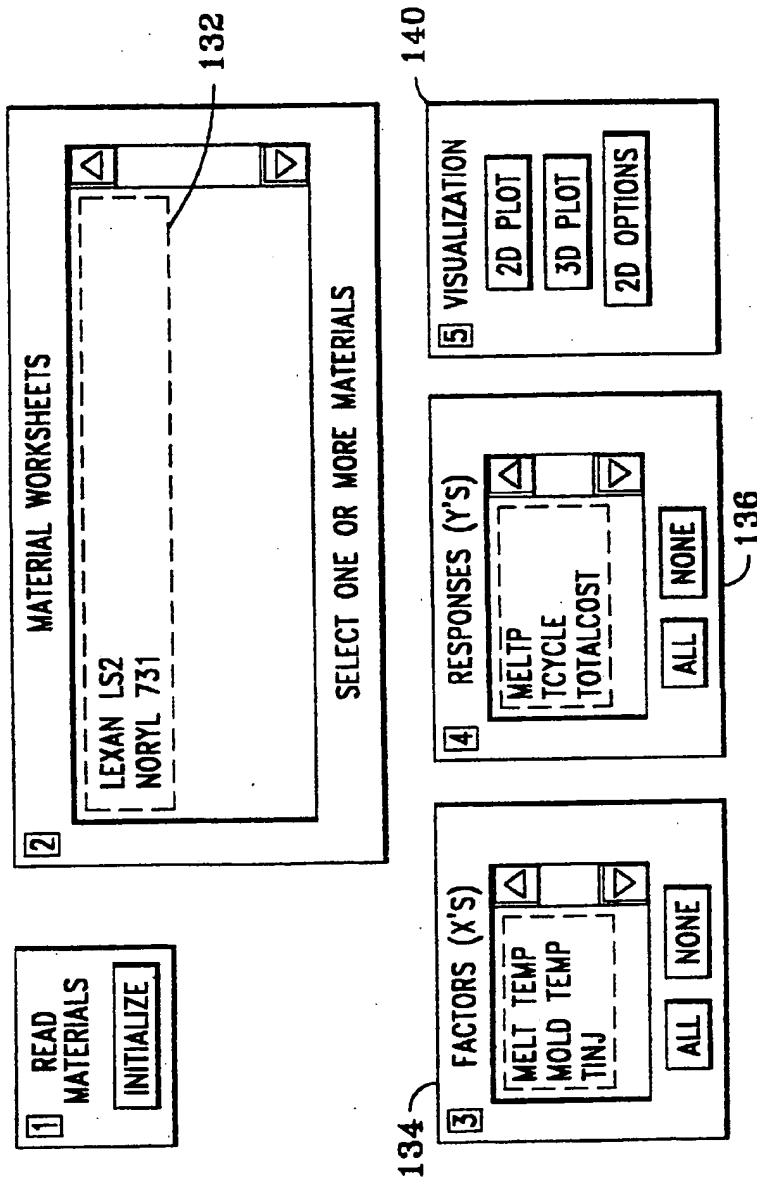 1
READ
MATERIALS
INITIALIZE
2
MATERIAL WORKSHEETS
LEXAN LS2
NORYL 731
SELECT ONE OR MORE MATERIALS
132
134
3
FACTORS (X'S)
MELT TEMP
MOLD TEMP
TINJ
ALL
NONE
4
RESPONSES (Y'S)
MELTP
TCYCLE
TOTALCOST
ALL
NONE
136
5
VISUALIZATION
2D PLOT
3D PLOT
2D OPTIONS
140